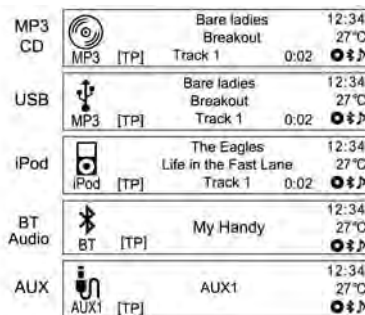 MP3
CD
Bare ladies 12:34
Breakout 27°C
MP3 [TP] Track 1 0:02
USB
Bare ladies 12:34
Breakout 27°C
MP3 [TP] Track 1 0:02
iPod
The Eagles 12:34
Life in the Fast Lane 27°C
iPod [TP] Track 1 0:02
BT
Audio
12:34
My Handy 27°C
BT [TP]
AUX
12:34
AUX1 27°C
AUX1 [TP]